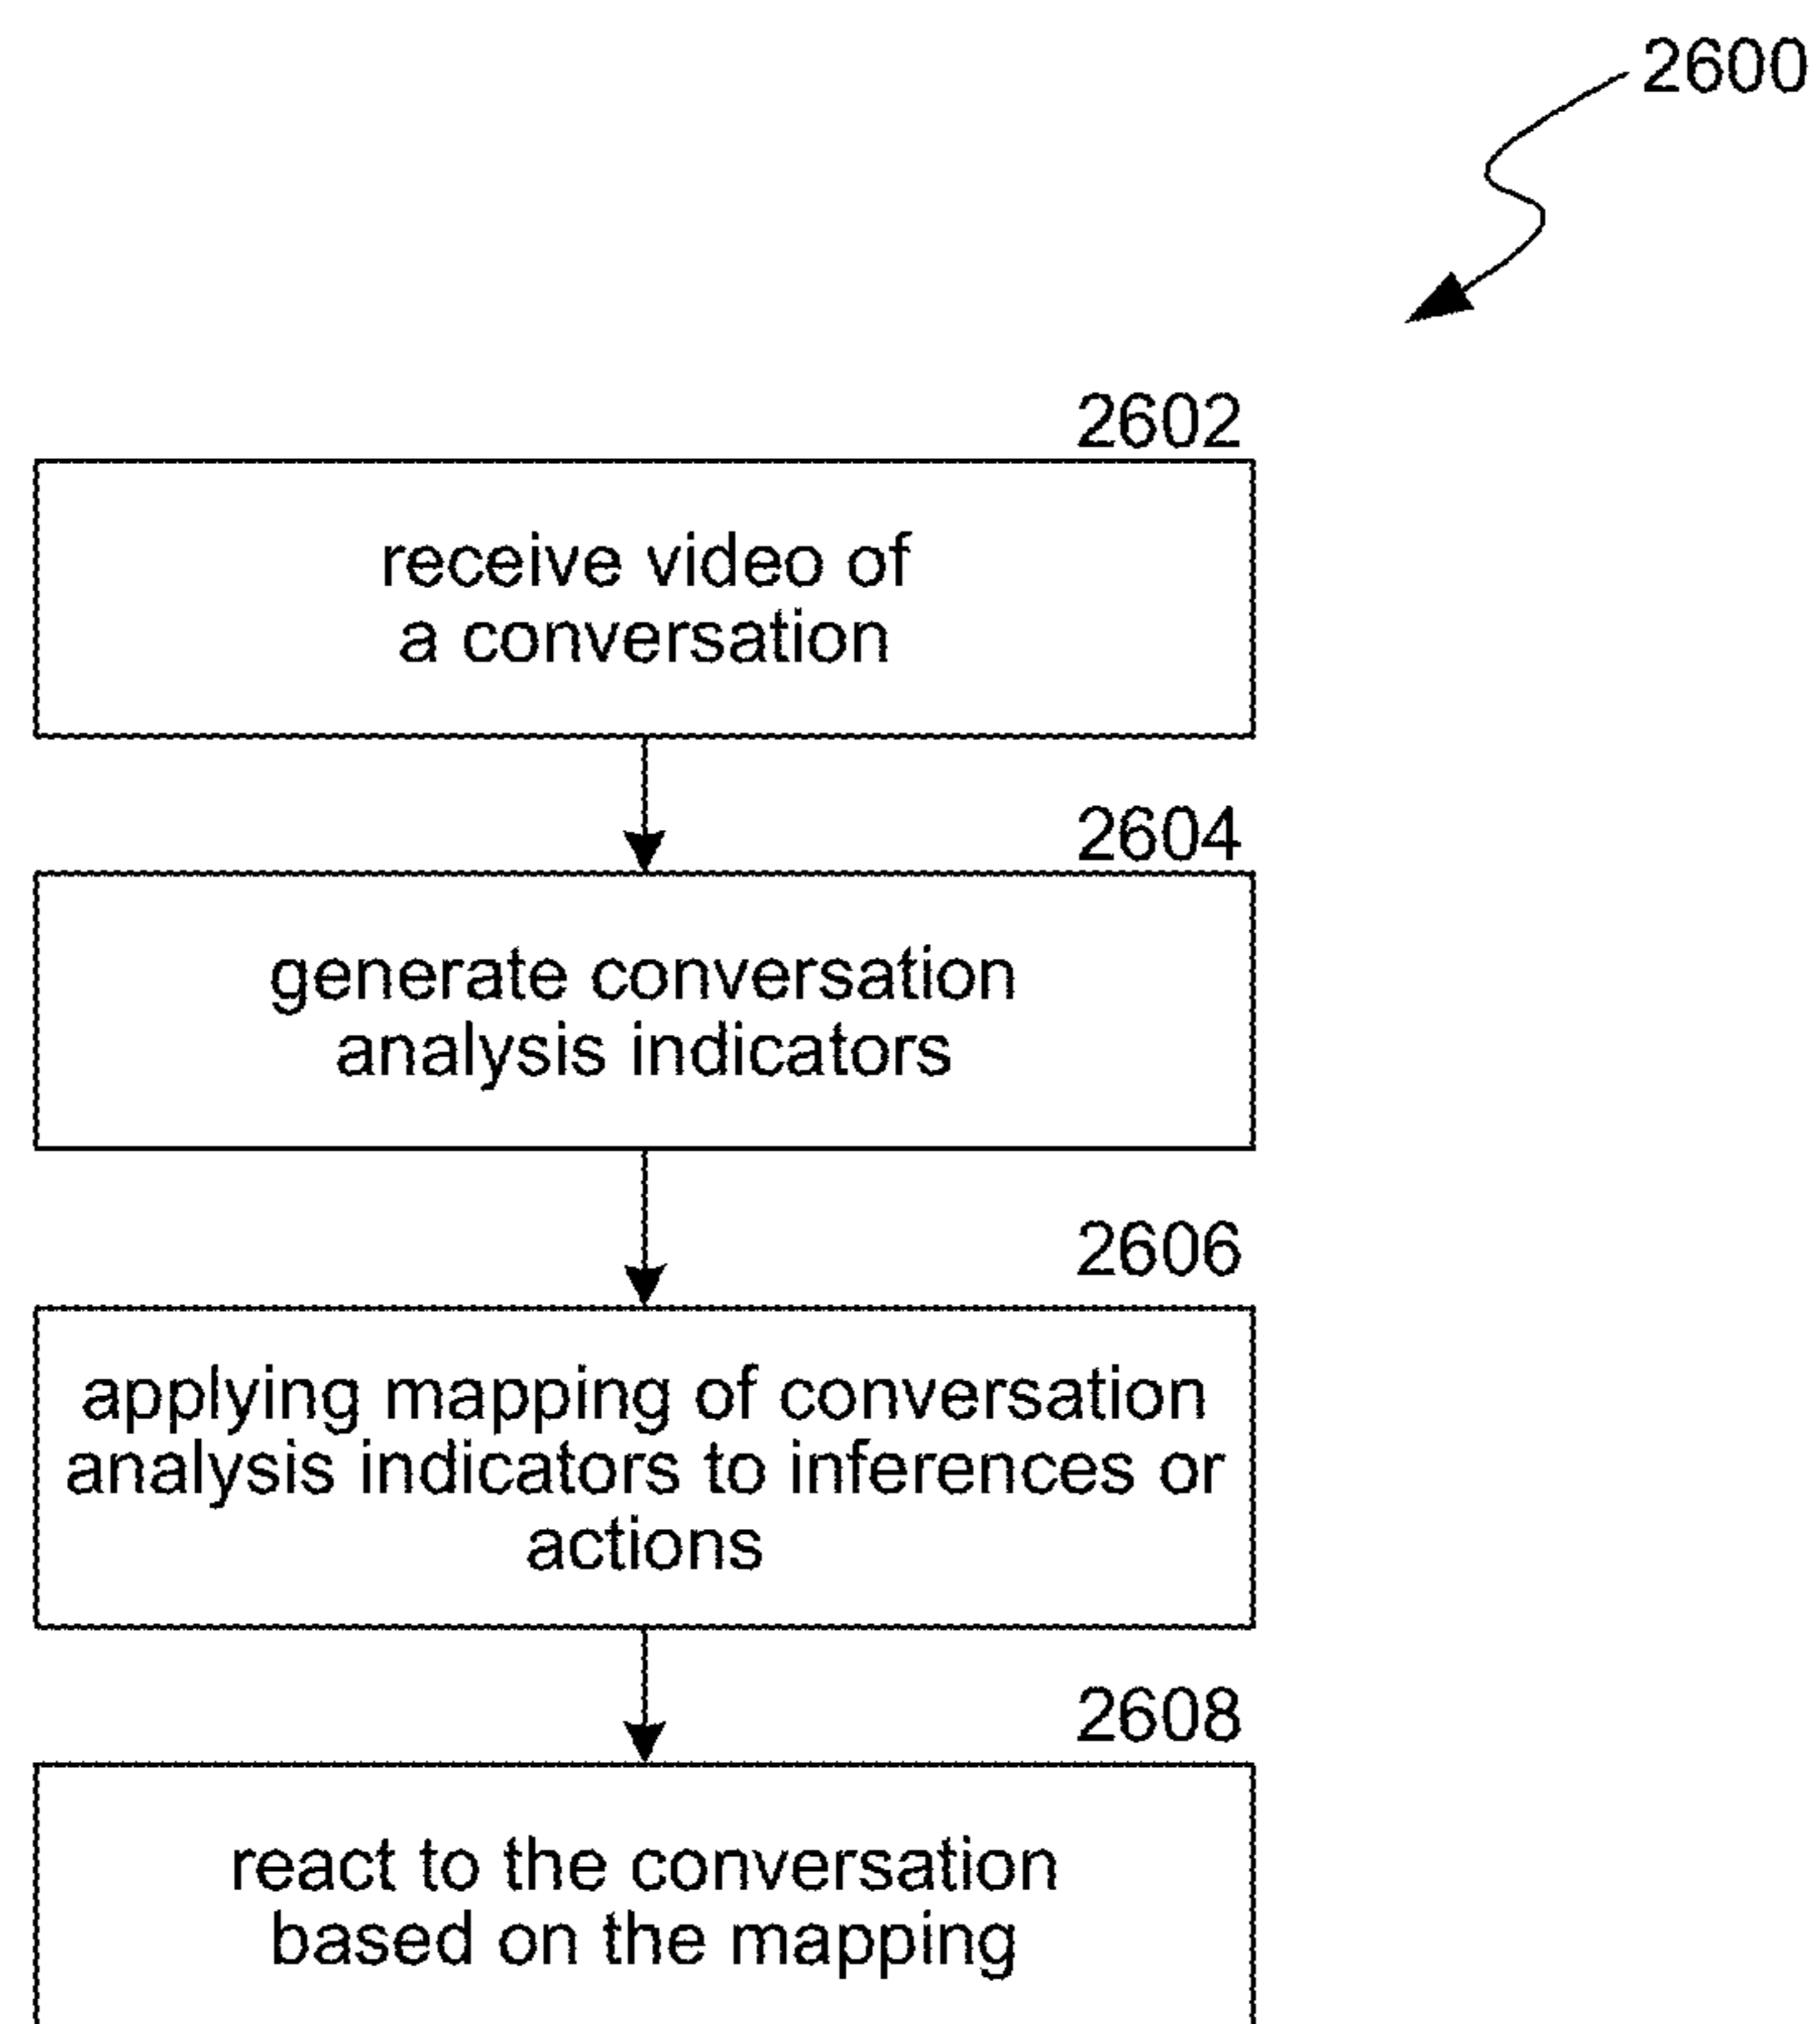 2600
2602
receive video of
a conversation
2604
generate conversation
analysis indicators
2606
applying mapping of conversation
analysis indicators to inferences or
actions
2608
react to the conversation
based on the mapping